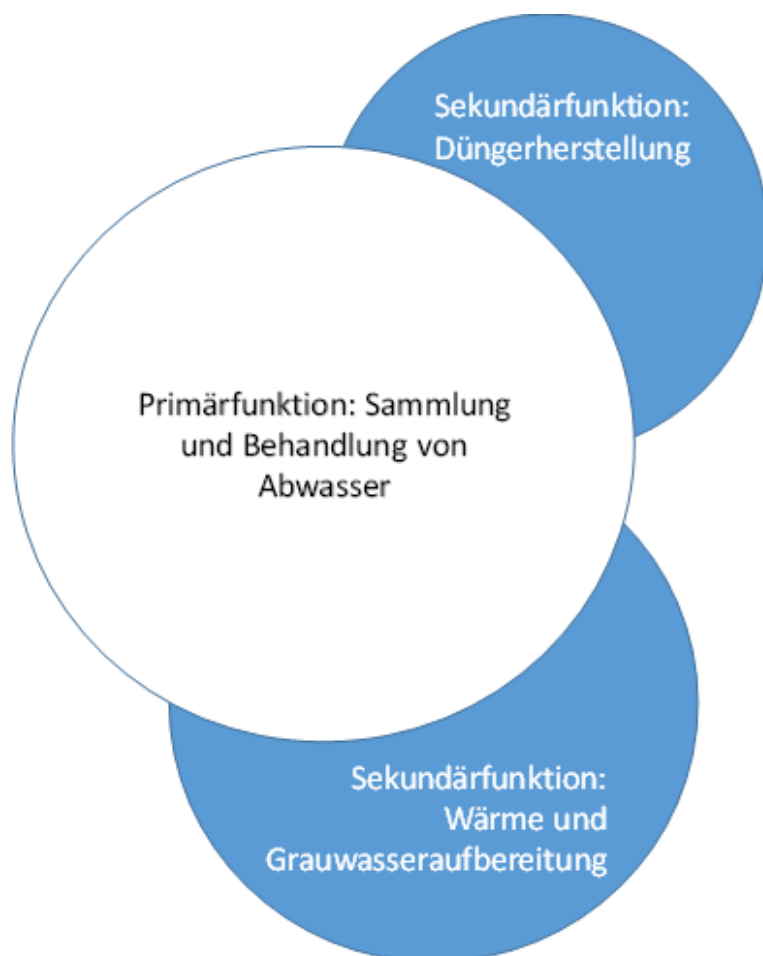 Sekundärfunktion:
Düngerherstellung
Primärfunktion: Sammlung
und Behandlung von
Abwasser
Sekundärfunktion:
Wärme und
Grauwasseraufbereitung